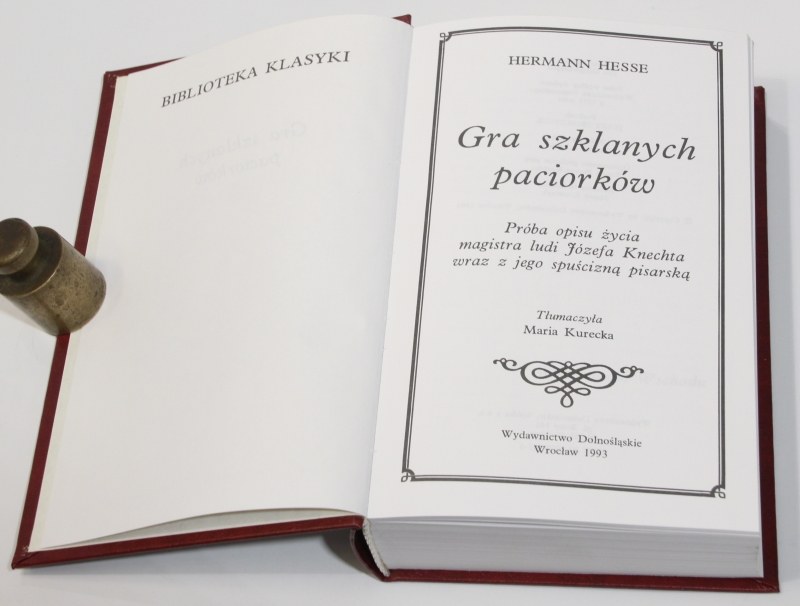 BIBLIOTEKA KLASYKI
HERMANN HESSE
Gra szklanych
paciorków
Próba opisu życia
magistra ludi Józefa Knechta
wraz z jego spuścizną pisarską
Tłumaczyła
Maria Kurecka
Wydawnictwo Dolnośląskie
Wrocław 1993